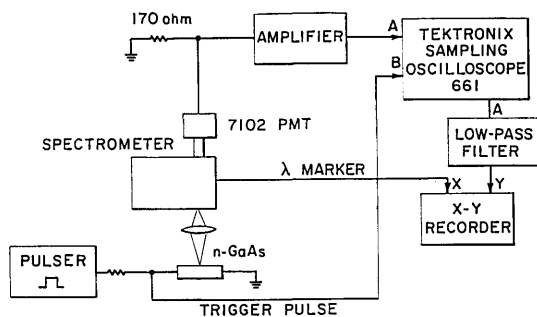 170 ohm
AMPLIFIER
A
B
TEKTRONIX
SAMPLING
OSCILLOSCOPE
661
A
7102 PMT
SPECTROMETER
LOW-PASS
FILTER
λ MARKER
X
Y
X-Y
RECORDER
n-GaAs
PULSER
TRIGGER PULSE